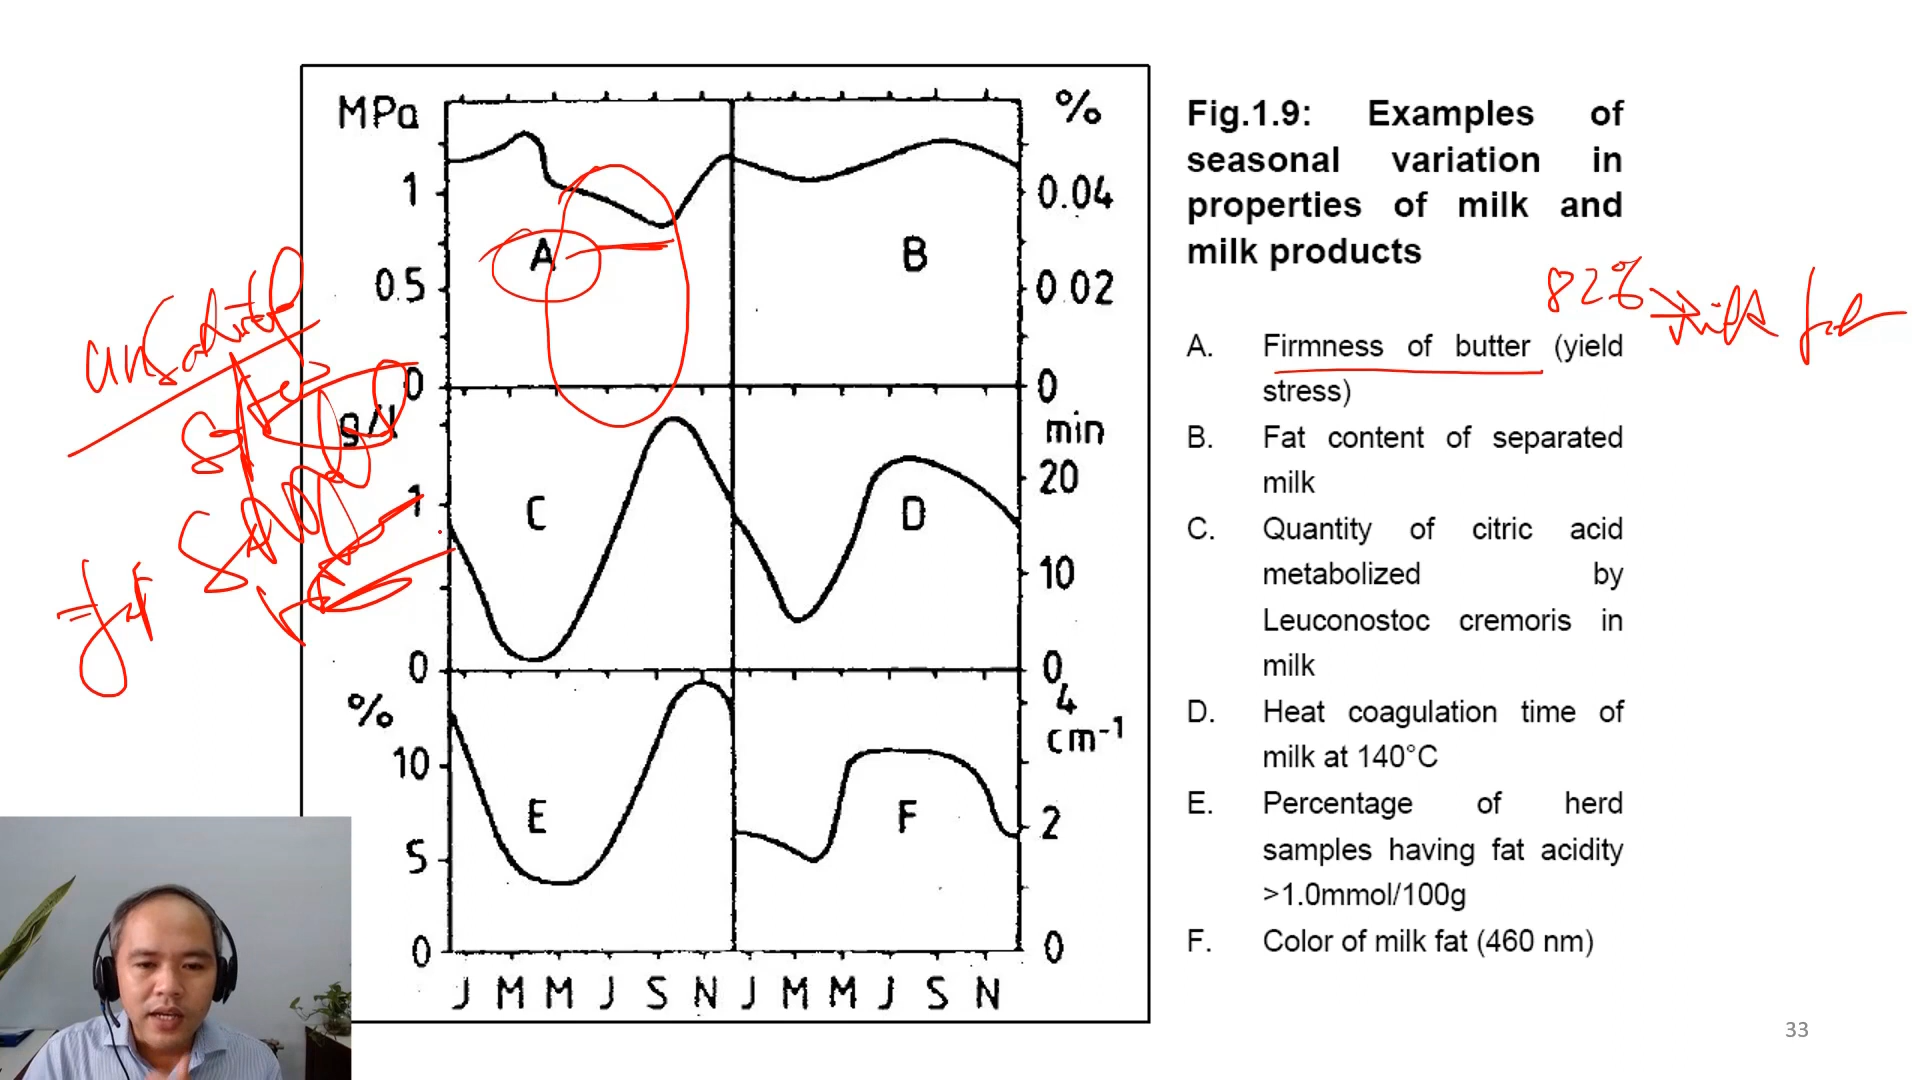 MPa
1
0.5
0
A
%
0.04
0.02
0
B
g/l
1
0
C
min
20
10
0
D
%
10
5
0
E
4
cm-1
2
0
F
J M M J S N J M M J S N
Fig.1.9: Examples of
seasonal variation in
properties of milk and
milk products
82% milk fat
A. Firmness of butter (yield
stress)
B. Fat content of separated
milk
C. Quantity of citric acid
metabolized by
Leuconostoc cremoris in
milk
D. Heat coagulation time of
milk at 140°C
E. Percentage of herd
samples having fat acidity
>1.0mmol/100g
F. Color of milk fat (460 nm)
33